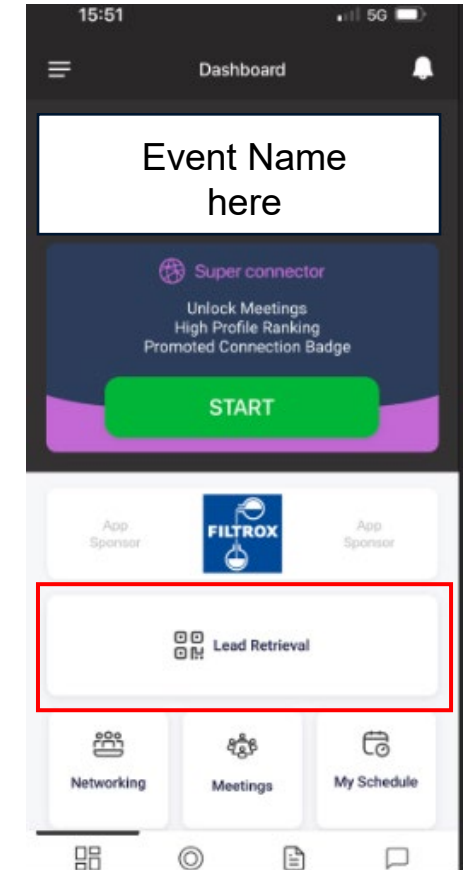 15:51
5G
Dashboard
Event Name
here
Super connector
Unlock Meetings
High Profile Ranking
Promoted Connection Badge
START
App
Sponsor
FILTROX
App
Sponsor
Lead Retrieval
Networking
Meetings
My Schedule